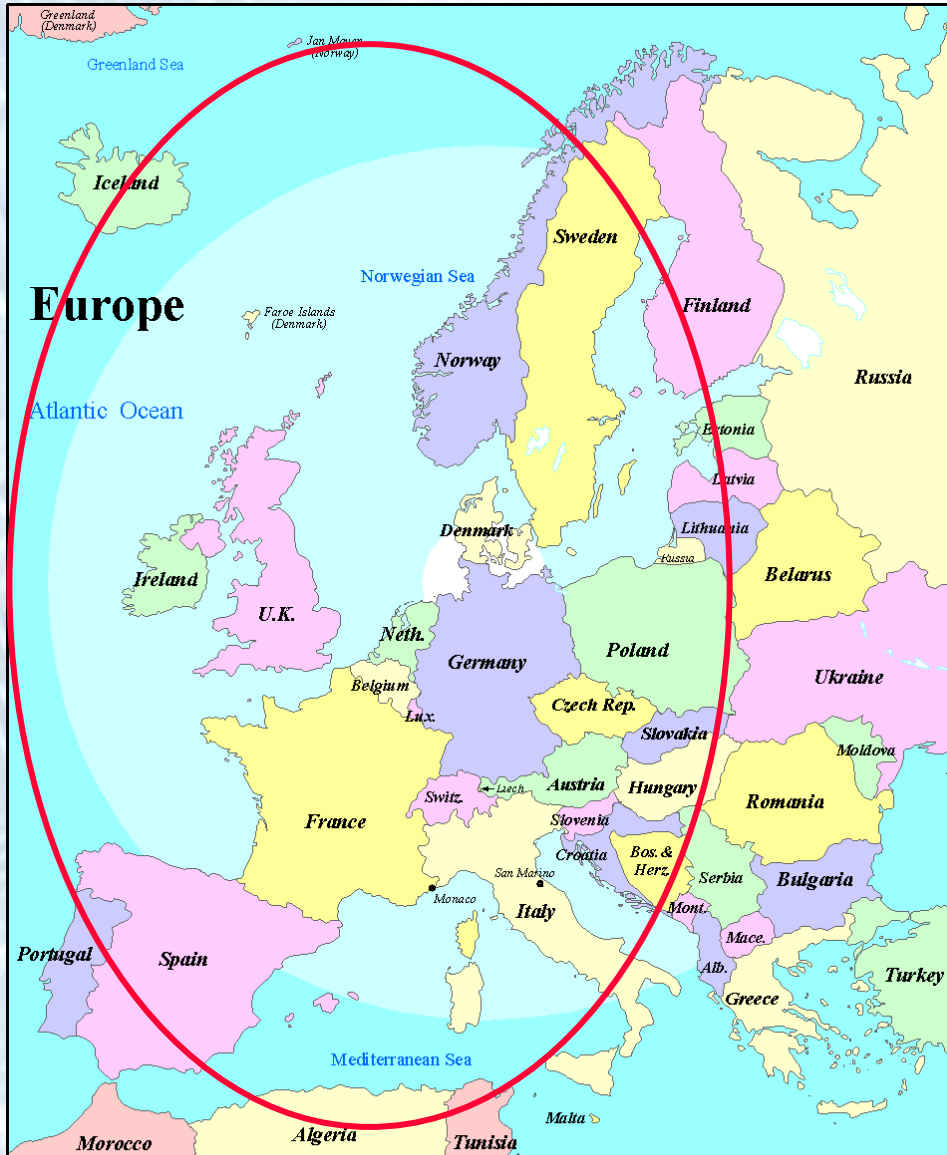 Greenland
(Denmark)
Jan Mayen
(Norway)
Greenland Sea
Iceland
Sweden
Norwegian Sea
Europe
Faroe Islands
(Denmark)
Finland
Norway
Russia
Atlantic Ocean
Estonia
Latvia
Lithuania
Denmark
Russia
Ireland
Belarus
U.K.
Neth.
Germany
Poland
Belgium
Ukraine
Czech Rep.
Lux.
Slovakia
Moldova
Liech
Austria
Switz.
Hungary
Romania
France
Slovenia
Croatia
Bos. &
Herz.
San Marino
Serbia
Bulgaria
Monaco
Italy
Mont.
Mace.
Portugal
Spain
Alb.
Turkey
Greece
Mediterranean Sea
Malta
Algeria
Morocco
Tunisia